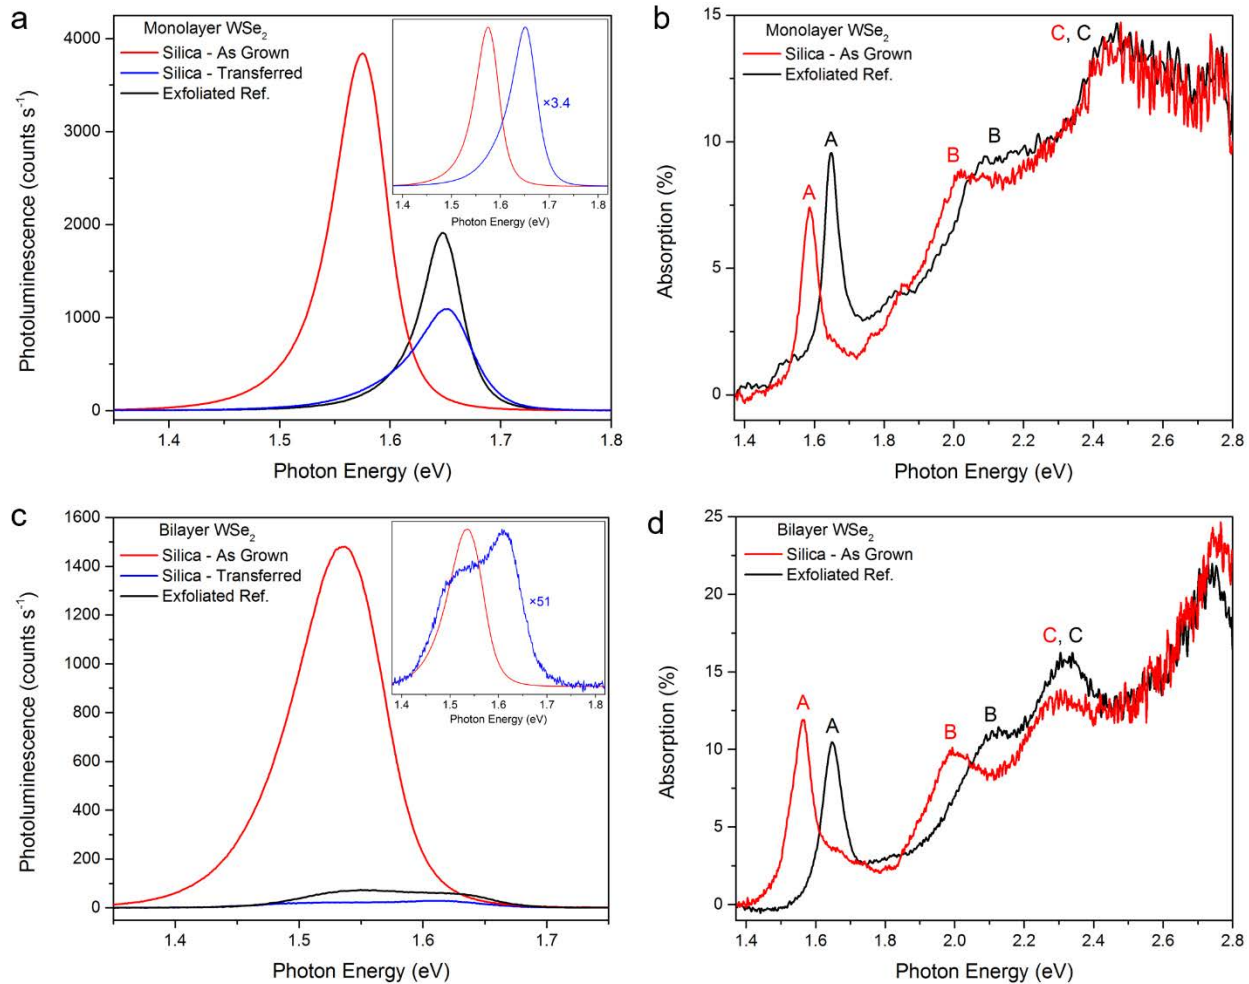 a
Monolayer WSe₂
Silica - As Grown
Silica - Transferred
Exfoliated Ref.
4000
3000
2000
1000
0
Photoluminescence (counts s⁻¹)
1.4
1.5
1.6
1.7
1.8
Photon Energy (eV)
×3.4
1.4
1.5
1.6
1.7
1.8
Photon Energy (eV)
b
Monolayer WSe₂
Silica - As Grown
Exfoliated Ref.
15
10
5
0
Absorption (%)
A
A
B
B
C, C
1.4
1.6
1.8
2.0
2.2
2.4
2.6
2.8
Photon Energy (eV)
c
Bilayer WSe₂
Silica - As Grown
Silica - Transferred
Exfoliated Ref.
1600
1400
1200
1000
800
600
400
200
0
Photoluminescence (counts s⁻¹)
×51
1.4
1.5
1.6
1.7
1.8
Photon Energy (eV)
1.4
1.5
1.6
1.7
Photon Energy (eV)
d
Bilayer WSe₂
Silica - As Grown
Exfoliated Ref.
25
20
15
10
5
0
Absorption (%)
A
A
B
B
C, C
1.4
1.6
1.8
2.0
2.2
2.4
2.6
2.8
Photon Energy (eV)